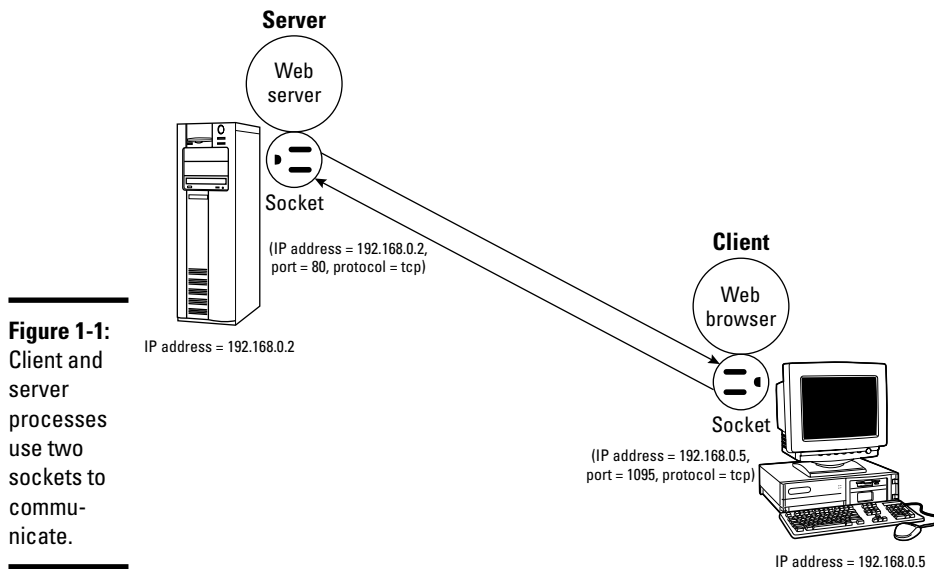 Server
Web
server
Socket
(IP address = 192.168.0.2,
port = 80, protocol = tcp)
IP address = 192.168.0.2
Client
Web
browser
Socket
(IP address = 192.168.0.5,
port = 1095, protocol = tcp)
IP address = 192.168.0.5
Figure 1-1:
Client and
server
processes
use two
sockets to
commu-
nicate.